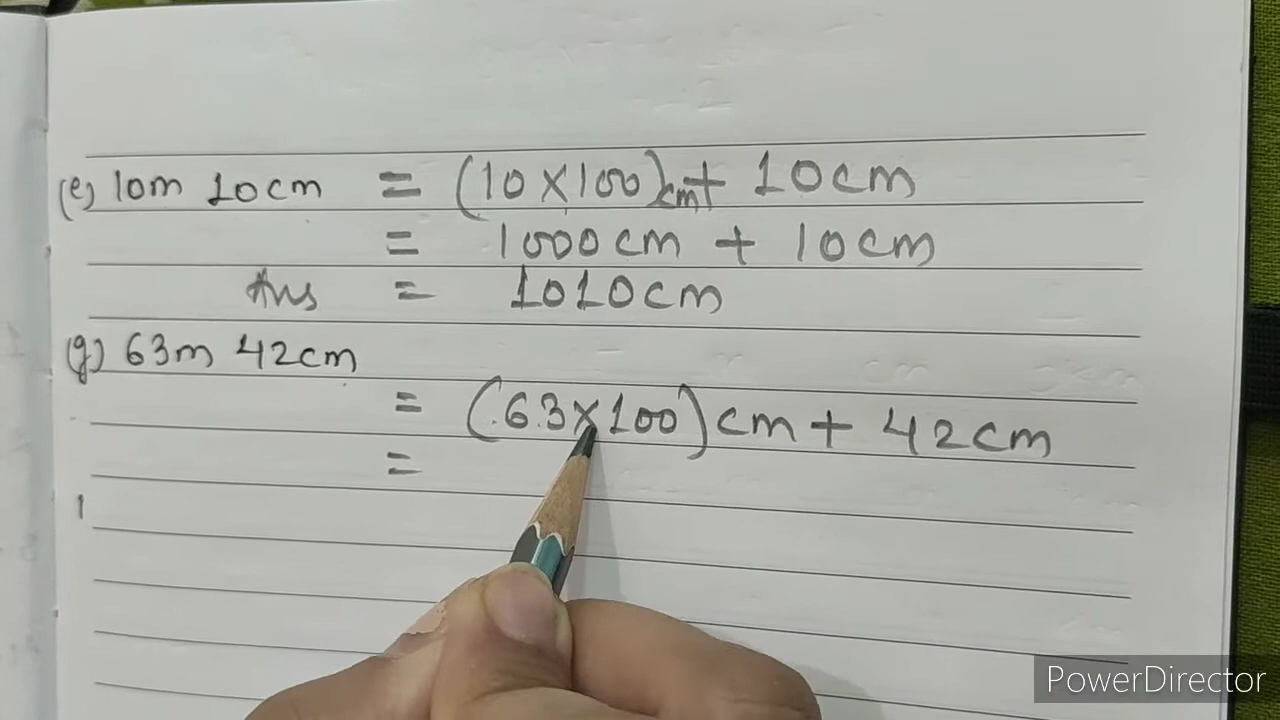 (e) 10m 10cm = (10×100)cm + 10cm
= 1000cm + 10cm
Ans = 1010cm
(g) 63m 42cm
= (63×100)cm + 42cm
=
PowerDirector